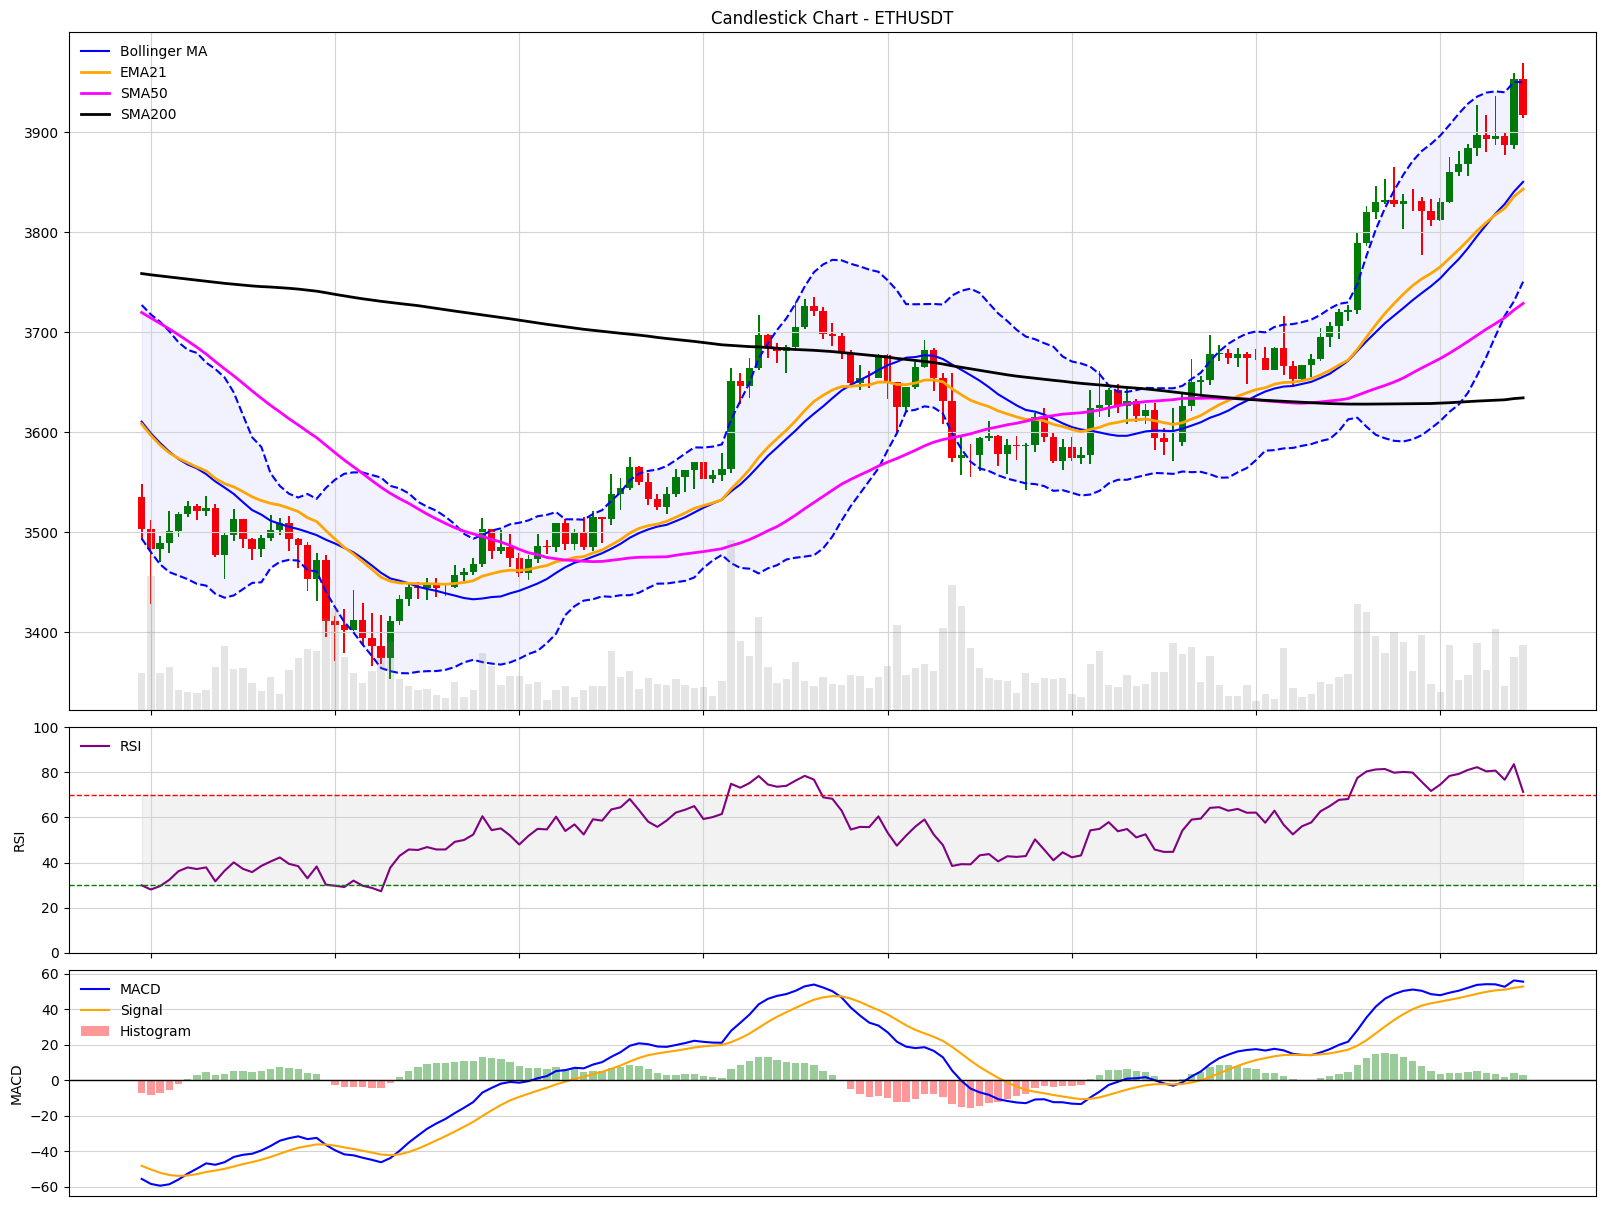 Candlestick Chart - ETHUSDT
Bollinger MA
EMA21
SMA50
SMA200
3900
3800
3700
3600
3500
3400
RSI
100
80
60
40
20
0
RSI
MACD
Signal
Histogram
60
40
20
0
−20
−40
−60
MACD